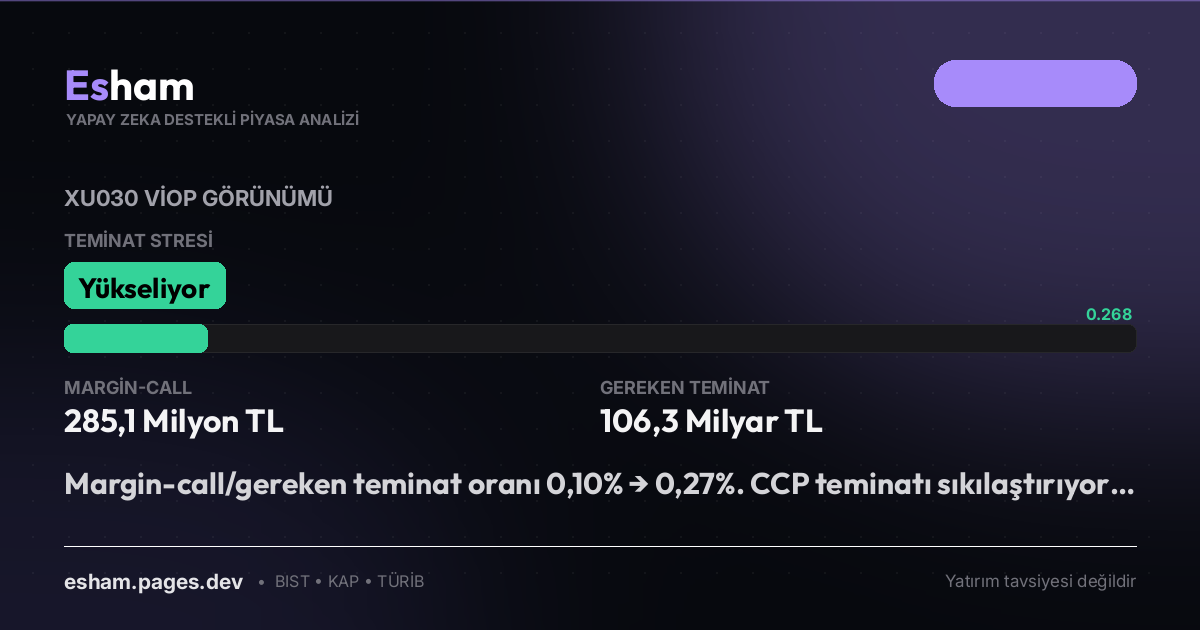 Esham
YAPAY ZEKA DESTEKLİ PİYASA ANALİZİ
XU030 VİOP GÖRÜNÜMÜ
TEMİNAT STRESİ
Yükseliyor
0.268
MARGİN-CALL
GEREKEN TEMİNAT
285,1 Milyon TL
106,3 Milyar TL
Margin-call/gereken teminat oranı 0,10% → 0,27%. CCP teminatı sıkılaştırıyor...
esham.pages.dev • BIST • KAP • TÜRİB
Yatırım tavsiyesi değildir